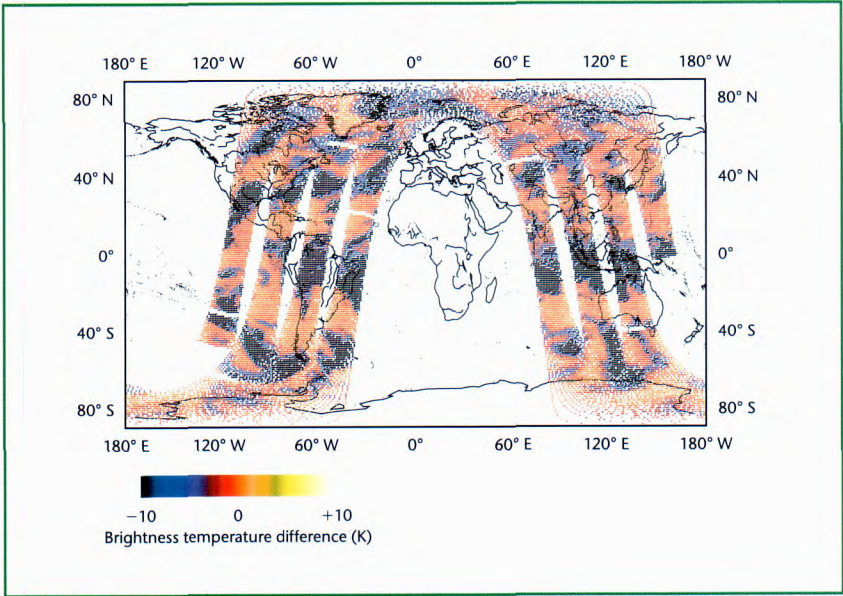 180° E 120° W 60° W 0° 60° E 120° E 180° W
80° N 80° N
40° N 40° N
0° 0°
40° S 40° S
80° S 80° S
180° E 120° W 60° W 0° 60° E 120° E 180° W
−10 0 +10
Brightness temperature difference (K)